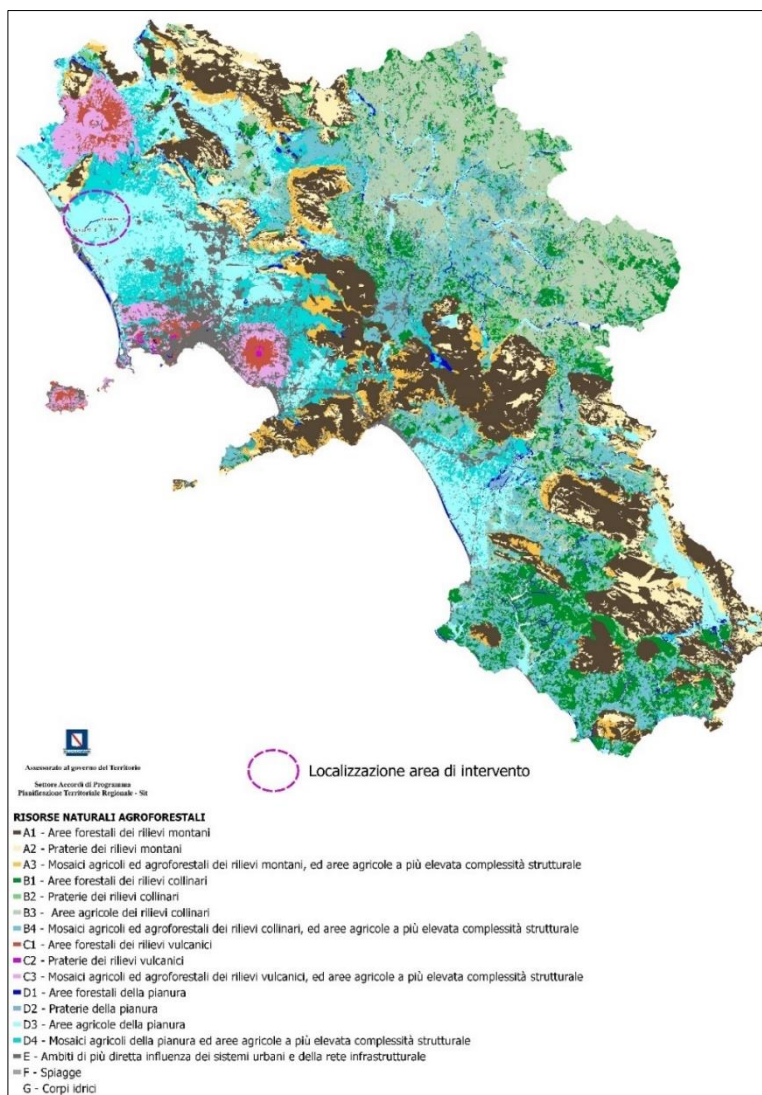 Assessorato al governo del Territorio
Settore Accordi di Programma
Pianificazione Territoriale Regionale - Sit
Localizzazione area di intervento
RISORSE NATURALI AGROFORESTALI
A1 - Aree forestali dei rilievi montani
A2 - Praterie dei rilievi montani
A3 - Mosaici agricoli ed agroforestali dei rilievi montani, ed aree agricole a più elevata complessità strutturale
B1 - Aree forestali dei rilievi collinari
B2 - Praterie dei rilievi collinari
B3 - Aree agricole dei rilievi collinari
B4 - Mosaici agricoli ed agroforestali dei rilievi collinari, ed aree agricole a più elevata complessità strutturale
C1 - Aree forestali dei rilievi vulcanici
C2 - Praterie dei rilievi vulcanici
C3 - Mosaici agricoli ed agroforestali dei rilievi vulcanici, ed aree agricole a più elevata complessità strutturale
D1 - Aree forestali della pianura
D2 - Praterie della pianura
D3 - Aree agricole della pianura
D4 - Mosaici agricoli della pianura ed aree agricole a più elevata complessità strutturale
E - Ambiti di più diretta influenza dei sistemi urbani e della rete infrastrutturale
F - Spiagge
G - Corpi idrici